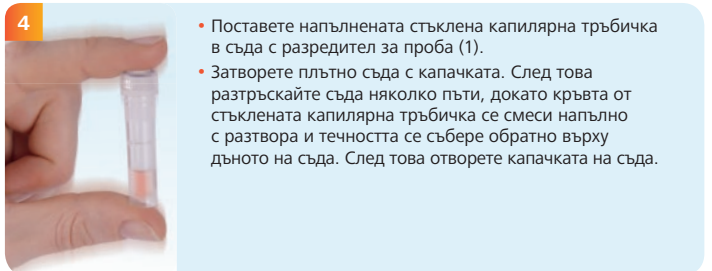 4
• Поставете напълнената стъклена капилярна тръбичка
в съда с разредител за проба (1).
• Затворете плътно съда с капачката. След това
разтръскайте съда няколко пъти, докато кръвта от
стъклената капилярна тръбичка се смеси напълно
с разтвора и течността се събере обратно върху
дъното на съда. След това отворете капачката на съда.